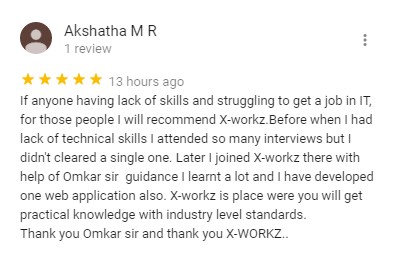 Akshatha M R
1 review
13 hours ago
If anyone having lack of skills and struggling to get a job in IT,
for those people I will recommend X-workz.Before when I had
lack of technical skills I attended so many interviews but I
didn't cleared a single one. Later I joined X-workz there with
help of Omkar sir  guidance I learnt a lot and I have developed
one web application also. X-workz is place were you will get
practical knowledge with industry level standards.
Thank you Omkar sir and thank you X-WORKZ..